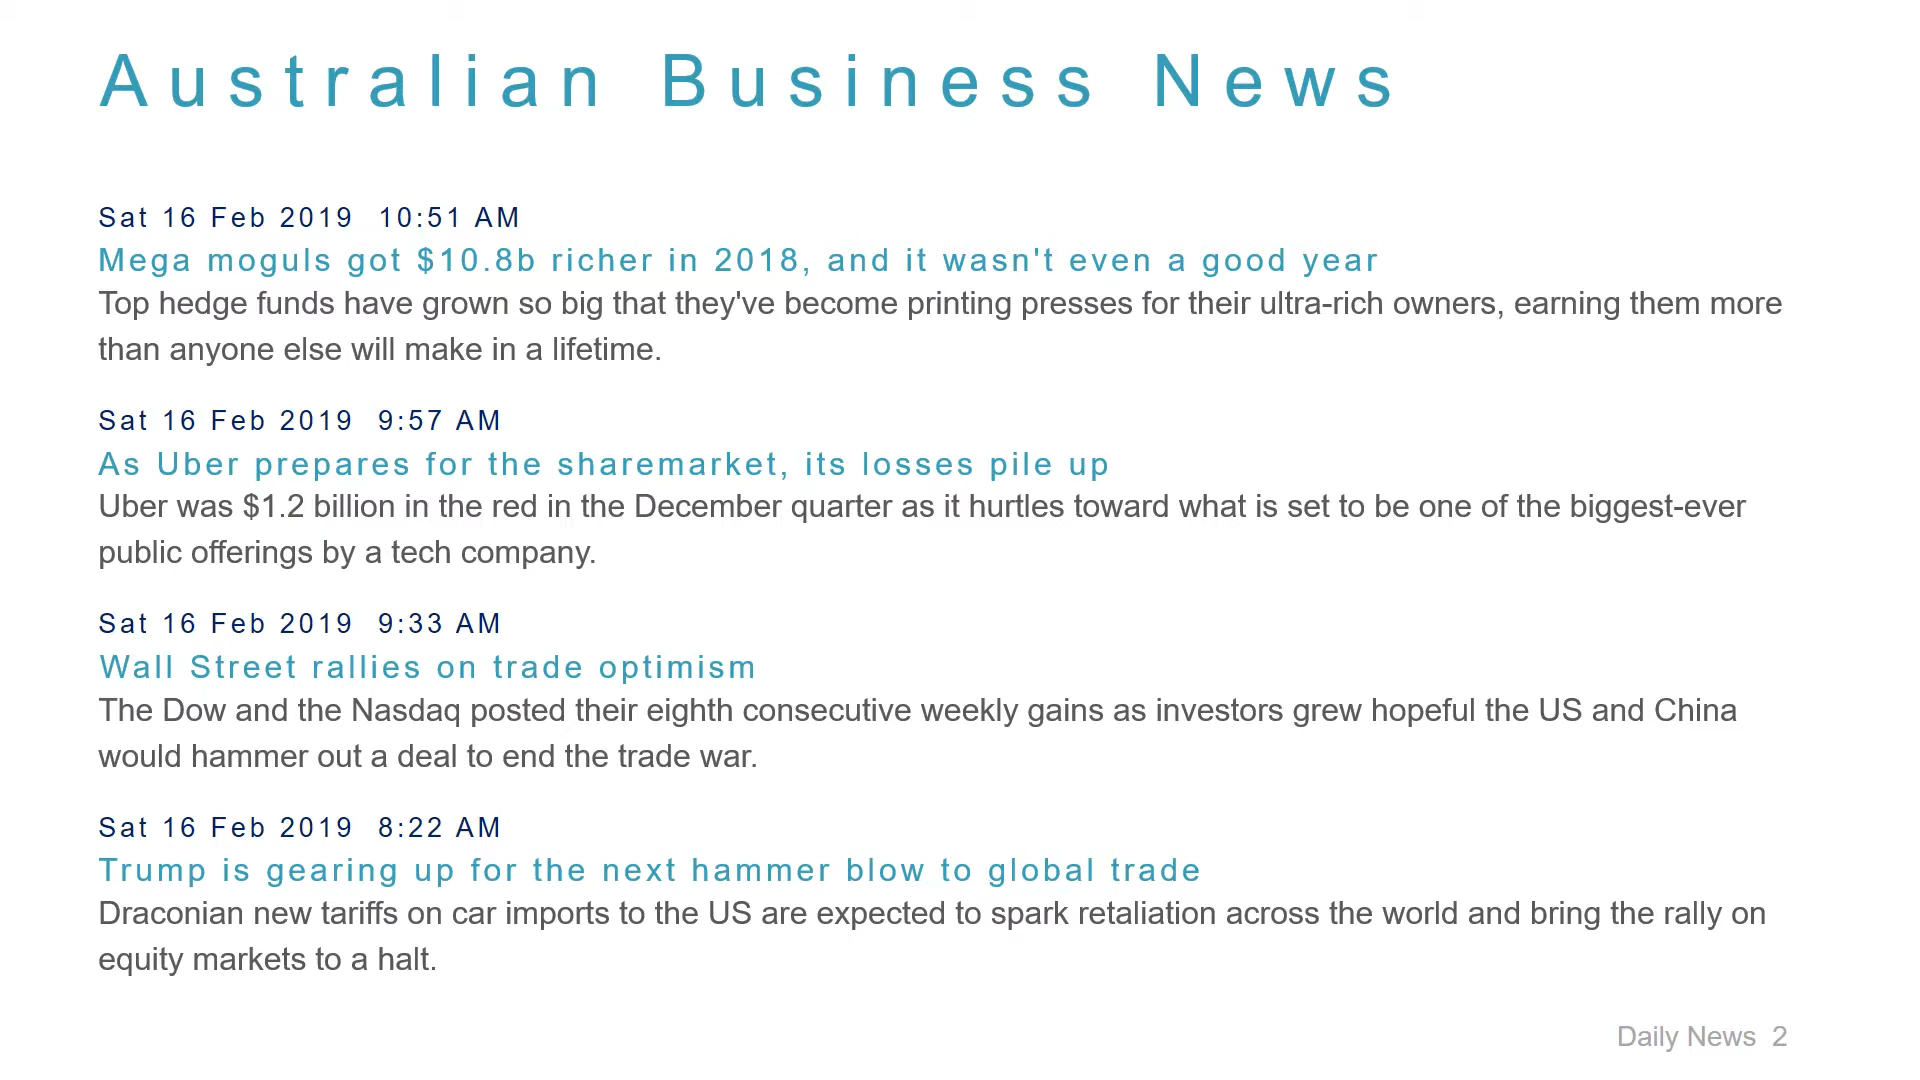 Australian Business News
Sat 16 Feb 2019  10:51 AM
Mega moguls got $10.8b richer in 2018, and it wasn't even a good year
Top hedge funds have grown so big that they've become printing presses for their ultra-rich owners, earning them more
than anyone else will make in a lifetime.
Sat 16 Feb 2019  9:57 AM
As Uber prepares for the sharemarket, its losses pile up
Uber was $1.2 billion in the red in the December quarter as it hurtles toward what is set to be one of the biggest-ever
public offerings by a tech company.
Sat 16 Feb 2019  9:33 AM
Wall Street rallies on trade optimism
The Dow and the Nasdaq posted their eighth consecutive weekly gains as investors grew hopeful the US and China
would hammer out a deal to end the trade war.
Sat 16 Feb 2019  8:22 AM
Trump is gearing up for the next hammer blow to global trade
Draconian new tariffs on car imports to the US are expected to spark retaliation across the world and bring the rally on
equity markets to a halt.
Daily News  2